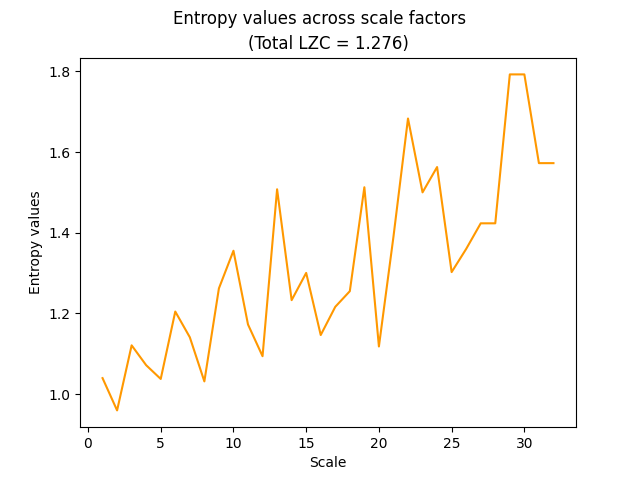 Entropy values across scale factors
(Total LZC = 1.276)
1.8
1.6
1.4
1.2
1.0
Entropy values
0 5 10 15 20 25 30
Scale